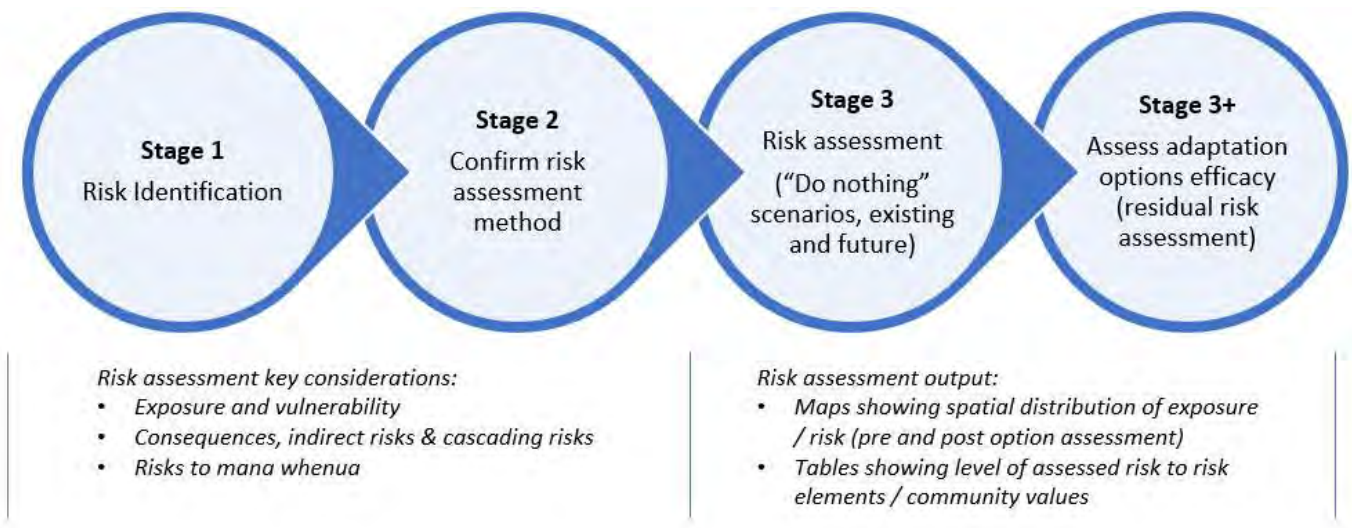 Stage 1
Risk Identification
Stage 2
Confirm risk
assessment
method
Stage 3
Risk assessment
(“Do nothing”
scenarios, existing
and future)
Stage 3+
Assess adaptation
options efficacy
(residual risk
assessment)
Risk assessment key considerations:
• Exposure and vulnerability
• Consequences, indirect risks & cascading risks
• Risks to mana whenua
Risk assessment output:
• Maps showing spatial distribution of exposure
/ risk (pre and post option assessment)
• Tables showing level of assessed risk to risk
elements / community values